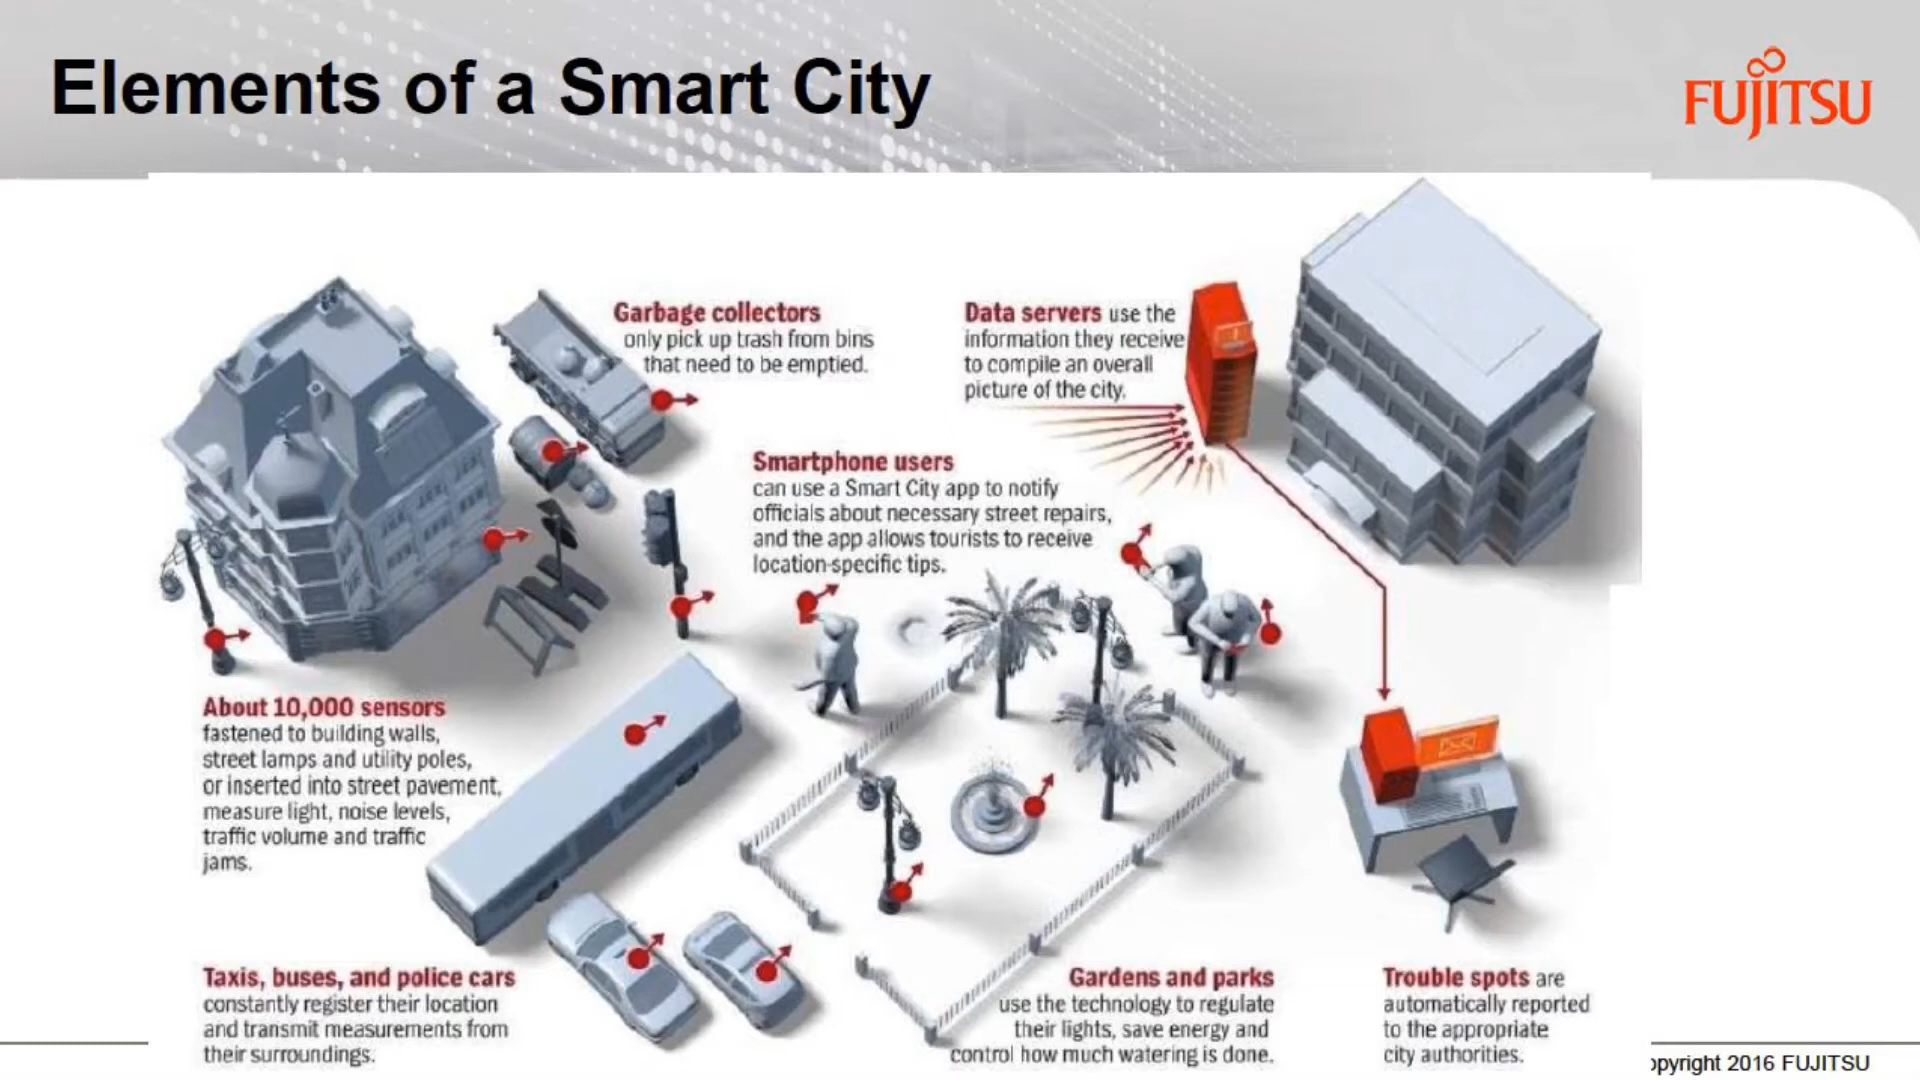 Elements of a Smart City
FUJITSU
Garbage collectors
only pick up trash from bins
that need to be emptied.
Data servers use the
information they receive
to compile an overall
picture of the city.
Smartphone users
can use a Smart City app to notify
officials about necessary street repairs,
and the app allows tourists to receive
location-specific tips.
About 10,000 sensors
fastened to building walls,
street lamps and utility poles,
or inserted into street pavement,
measure light, noise levels,
traffic volume and traffic
jams.
Taxis, buses, and police cars
constantly register their location
and transmit measurements from
their surroundings.
Gardens and parks
use the technology to regulate
their lights, save energy and
control how much watering is done.
Trouble spots are
automatically reported
to the appropriate
city authorities.
opyright 2016 FUJITSU